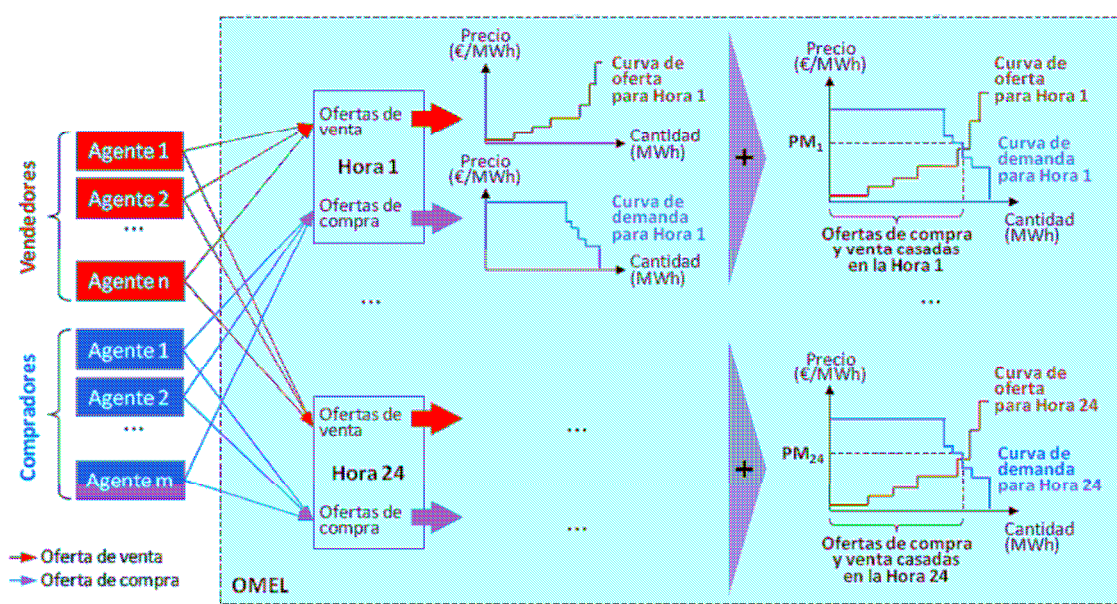 Vendedores
Agente 1
Agente 2
...
Agente n
Compradores
Agente 1
Agente 2
...
Agente m
Oferta de venta
Oferta de compra
OMEL
Ofertas de
venta
Hora 1
Ofertas de
compra
Precio
(€/MWh)
Curva de
oferta
para Hora 1
Cantidad
(MWh)
Precio
(€/MWh)
Curva de
demanda
para Hora 1
Cantidad
(MWh)
...
+
Precio
(€/MWh)
Curva de
oferta
para Hora 1
PM1
Curva de
demanda
para Hora 1
Cantidad
(MWh)
Ofertas de compra
y venta casadas
en la Hora 1
...
Ofertas de
venta
Hora 24
Ofertas de
compra
...
...
+
Precio
(€/MWh)
Curva de
oferta
para Hora 24
PM24
Curva de
demanda
para Hora 24
Cantidad
(MWh)
Ofertas de compra
y venta casadas
en la Hora 24